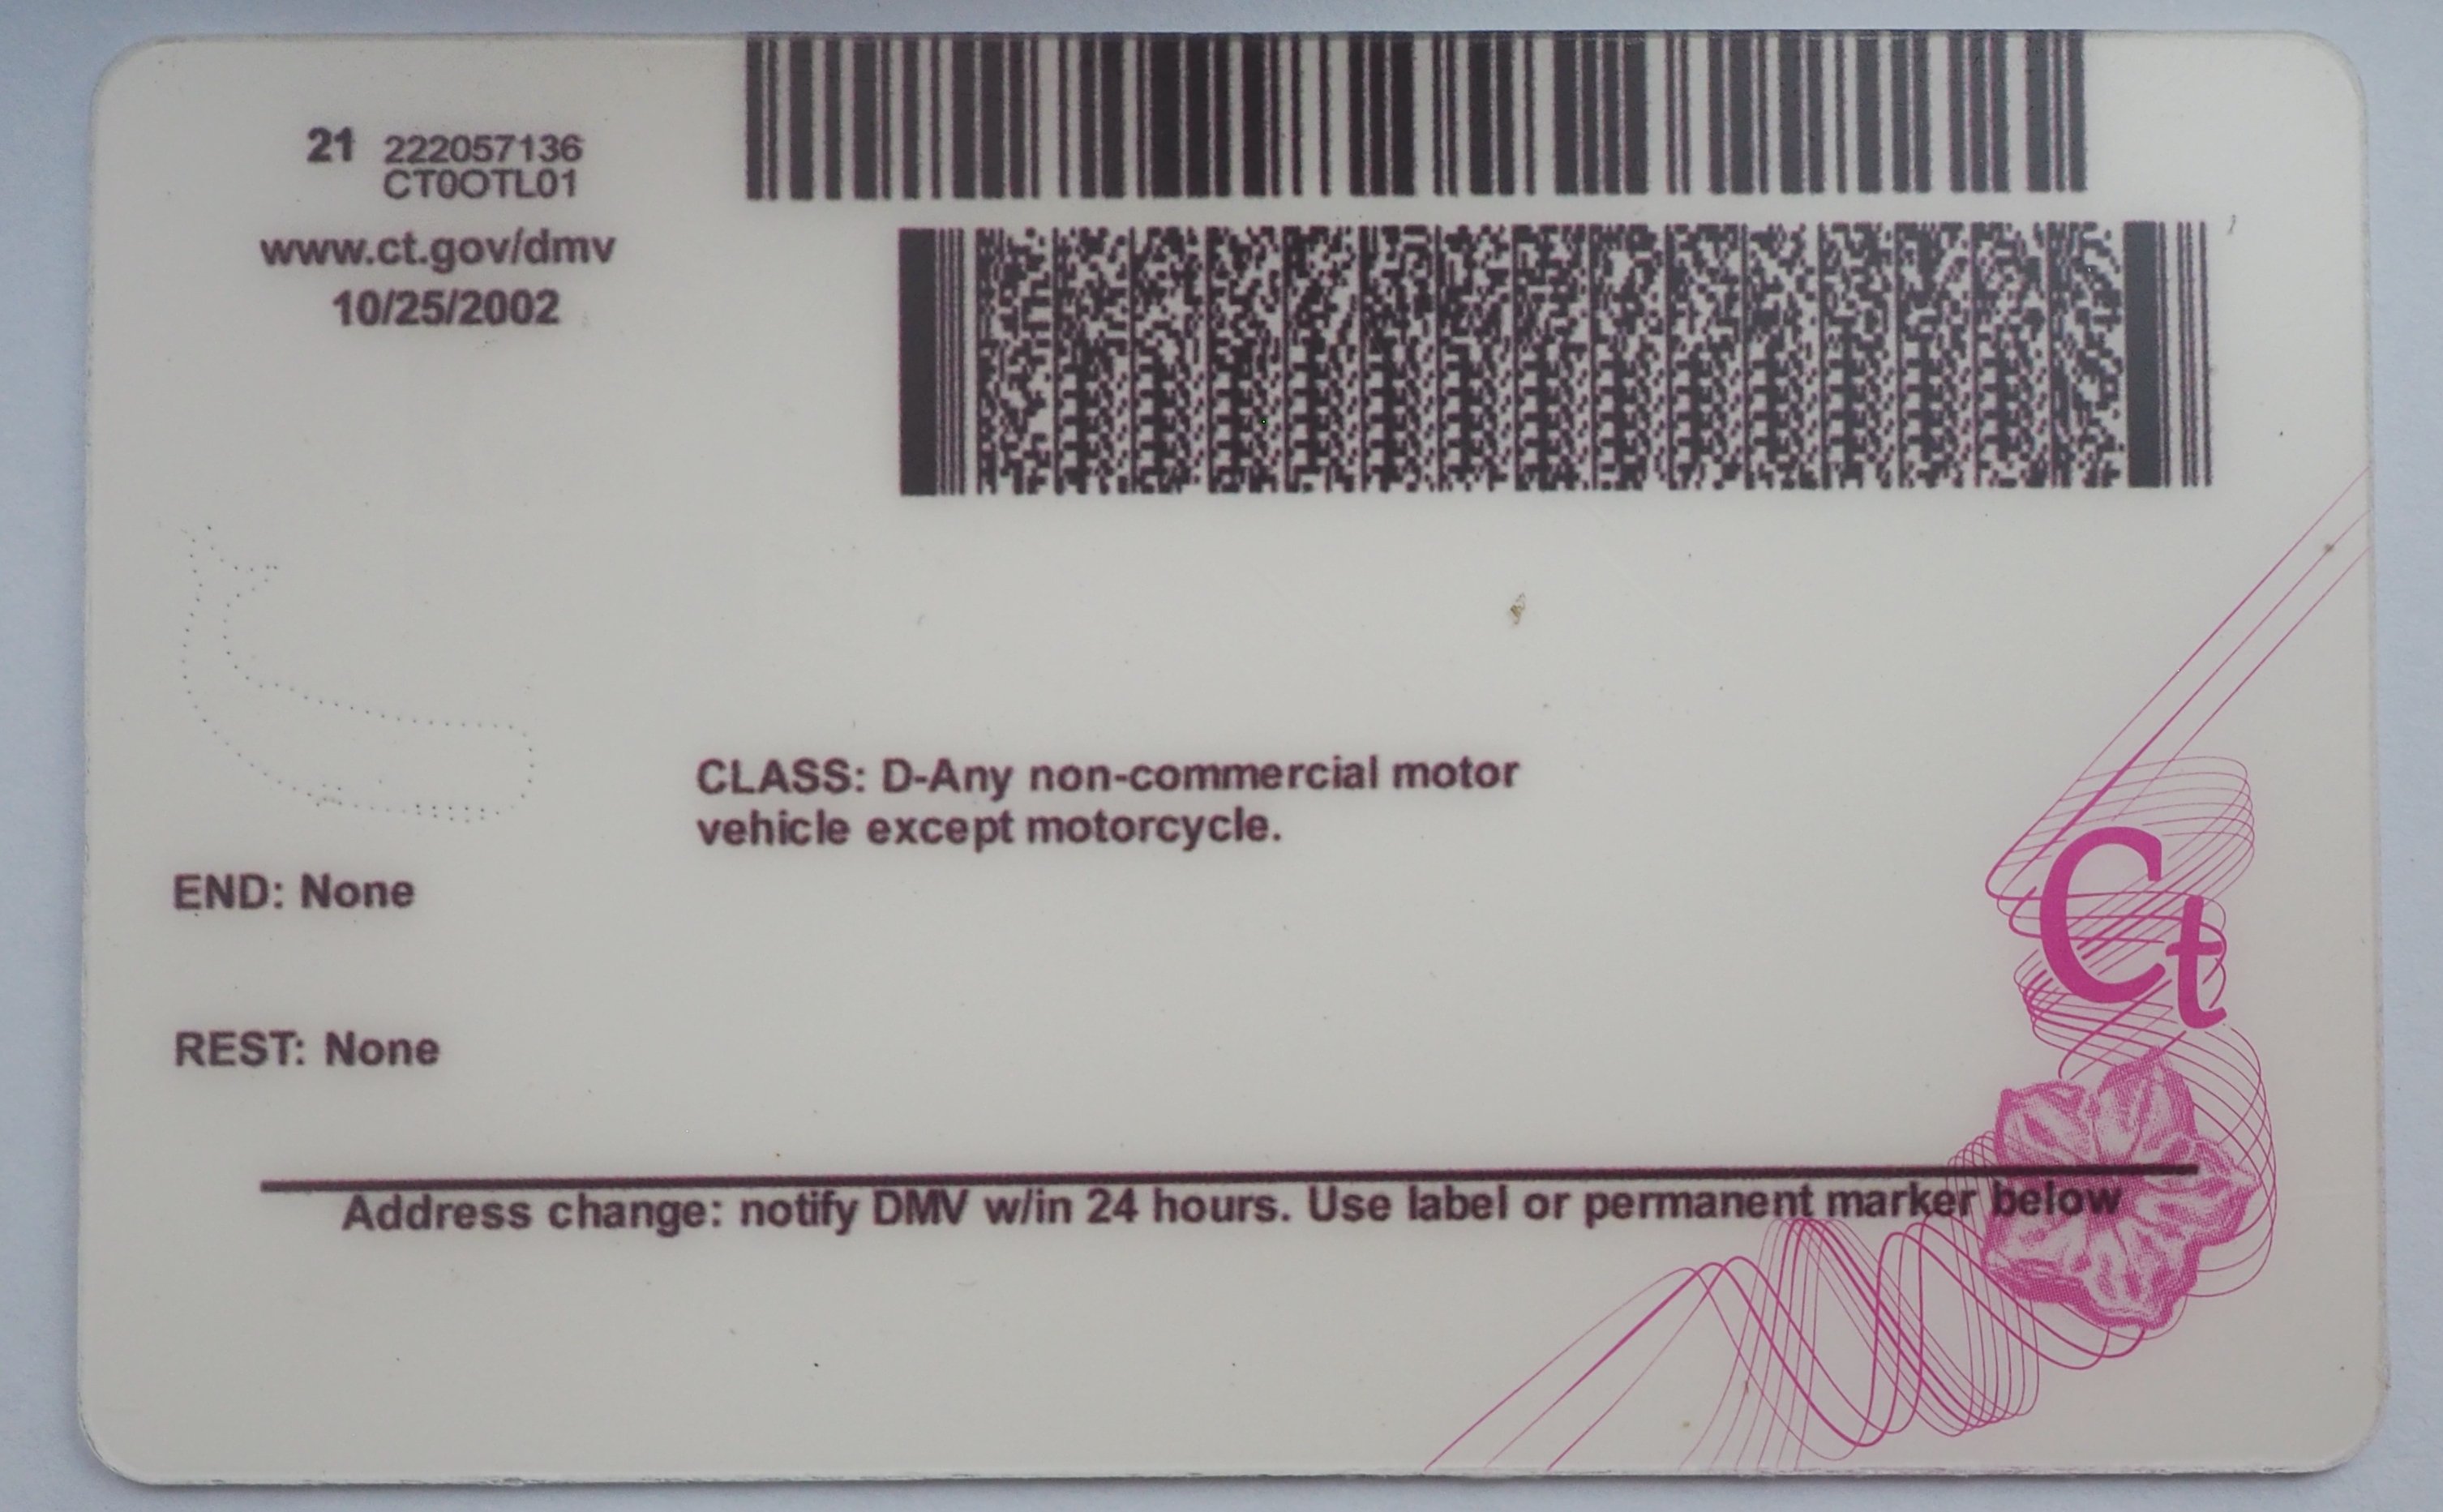 21 222057136
CT0OTL01
www.ct.gov/dmv
10/25/2002
CLASS: D-Any non-commercial motor
vehicle except motorcycle.
END: None
REST: None
Ct
Address change: notify DMV w/in 24 hours. Use label or permanent marker below